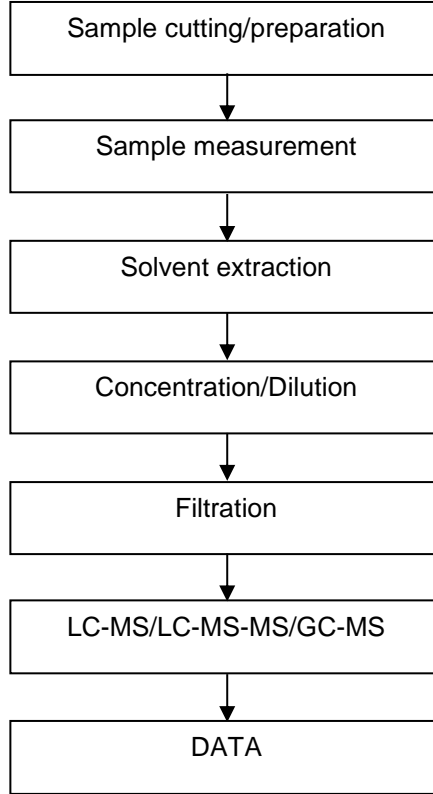 Sample cutting/preparation
Sample measurement
Solvent extraction
Concentration/Dilution
Filtration
LC-MS/LC-MS-MS/GC-MS
DATA